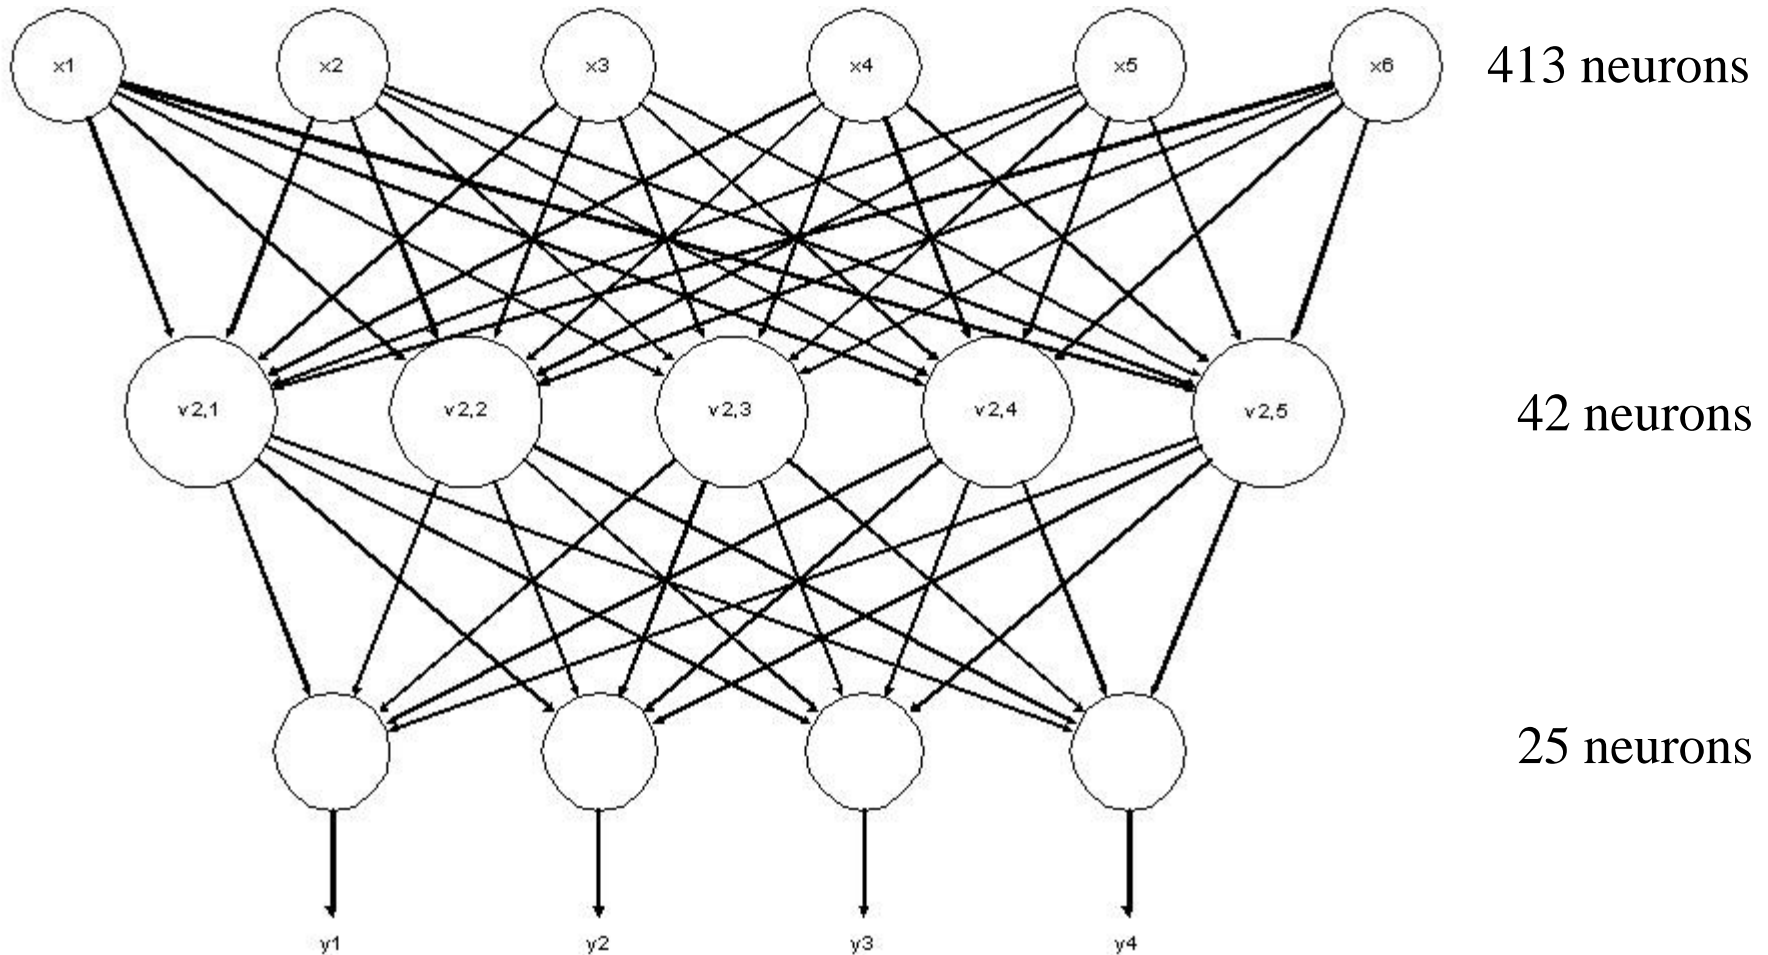 x1 x2 x3 x4 x5 x6 413 neurons
v2,1 v2,2 v2,3 v2,4 v2,5 42 neurons
25 neurons
y1 y2 y3 y4